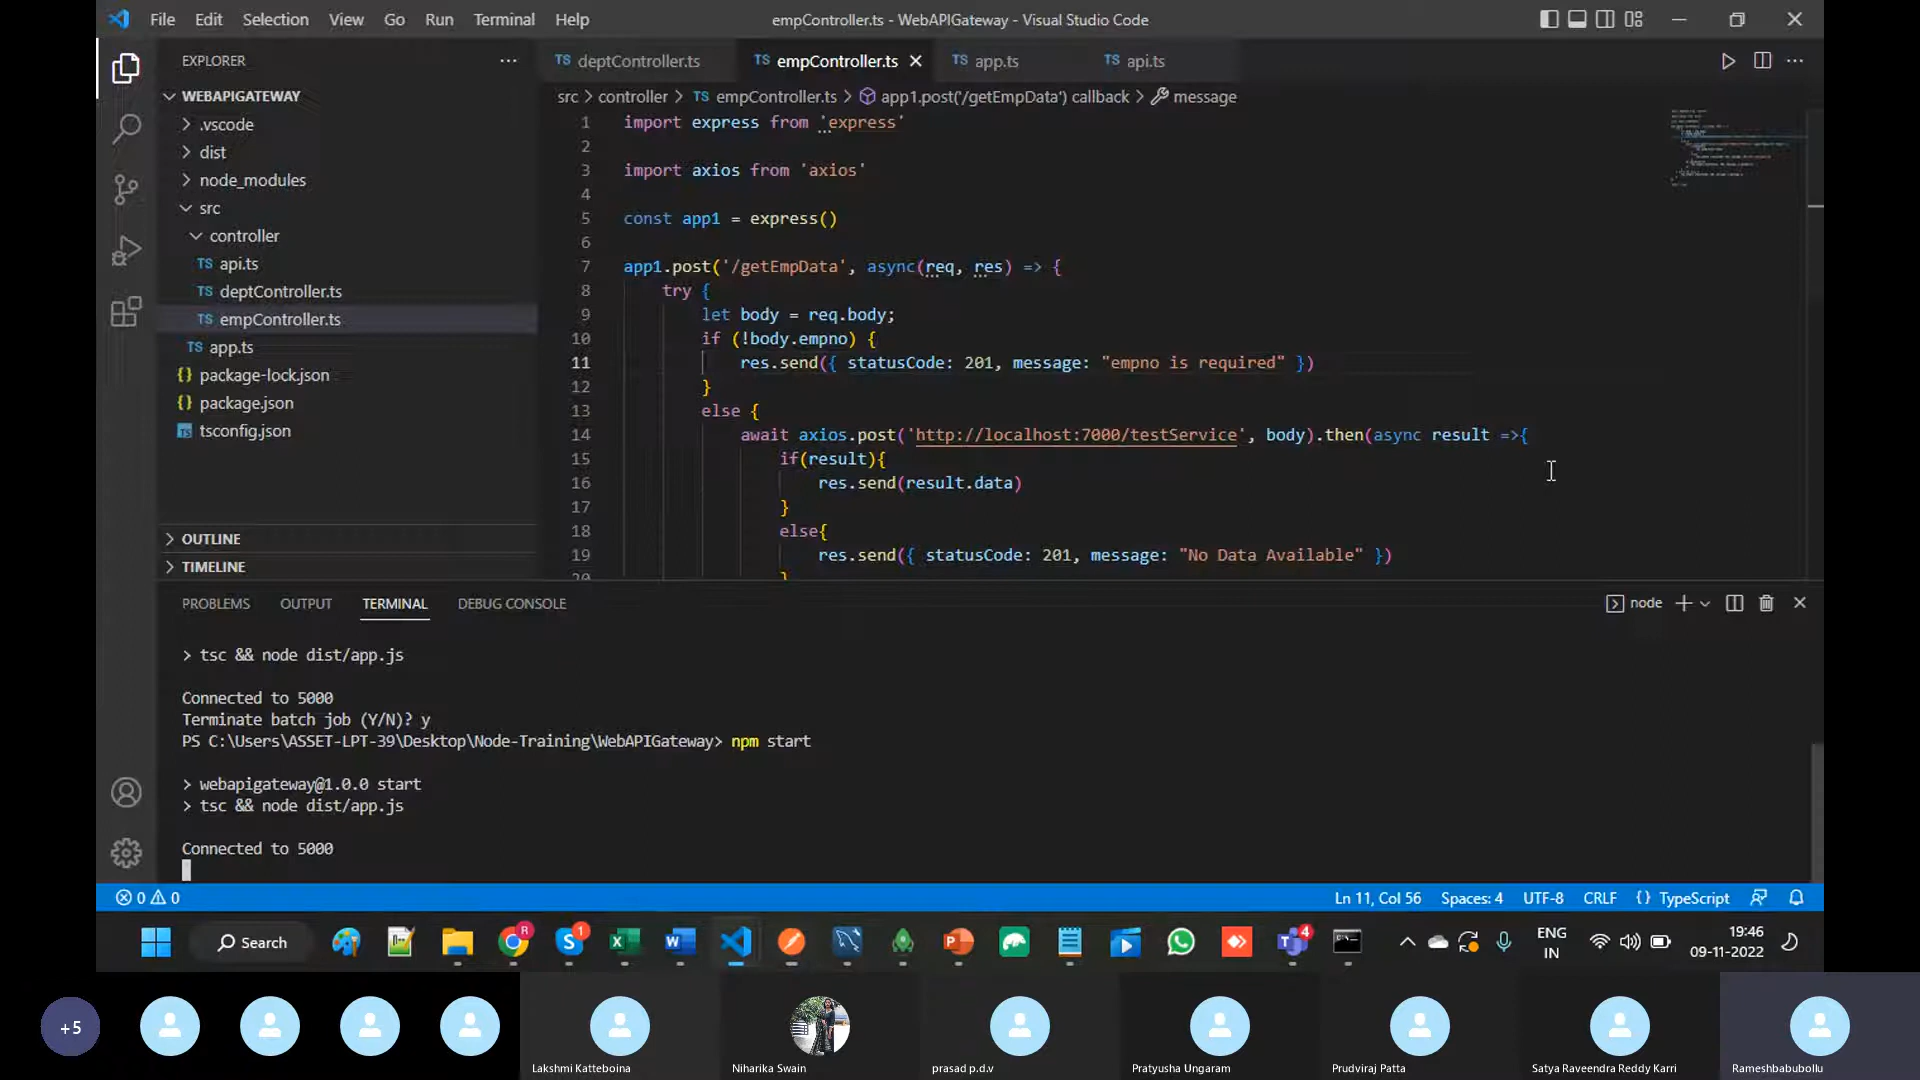 File Edit Selection View Go Run Terminal Help
empController.ts - WebAPIGateway - Visual Studio Code
EXPLORER
WEBAPIGATEWAY
.vscode
dist
node_modules
src
controller
TS api.ts
TS deptController.ts
TS empController.ts
TS app.ts
{} package-lock.json
{} package.json
TS tsconfig.json
OUTLINE
TIMELINE
TS deptController.ts TS empController.ts TS app.ts TS api.ts
src > controller > TS empController.ts > app1.post('/getEmpData') callback > message
1 import express from 'express'
2
3 import axios from 'axios'
4
5 const app1 = express()
6
7 app1.post('/getEmpData', async(req, res) => {
8 try {
9 let body = req.body;
10 if (!body.empno) {
11 res.send({ statusCode: 201, message: "empno is required" })
12 }
13 else {
14 await axios.post('http://localhost:7000/testService', body).then(async result =>{
15 if(result){
16 res.send(result.data)
17 }
18 else{
19 res.send({ statusCode: 201, message: "No Data Available" })
20 }
PROBLEMS OUTPUT TERMINAL DEBUG CONSOLE
node
> tsc && node dist/app.js
Connected to 5000
Terminate batch job (Y/N)? y
PS C:\Users\ASSET-LPT-39\Desktop\Node-Training\WebAPIGateway> npm start
> webapigateway@1.0.0 start
> tsc && node dist/app.js
Connected to 5000
0 0
Ln 11, Col 56 Spaces: 4 UTF-8 CRLF {} TypeScript
Search
R
1
4
ENG
IN
19:46
09-11-2022
+5
Lakshmi Katteboina
Niharika Swain
prasad p.d.v
Pratyusha Ungaram
Prudviraj Patta
Satya Raveendra Reddy Karri
Rameshbabubollu